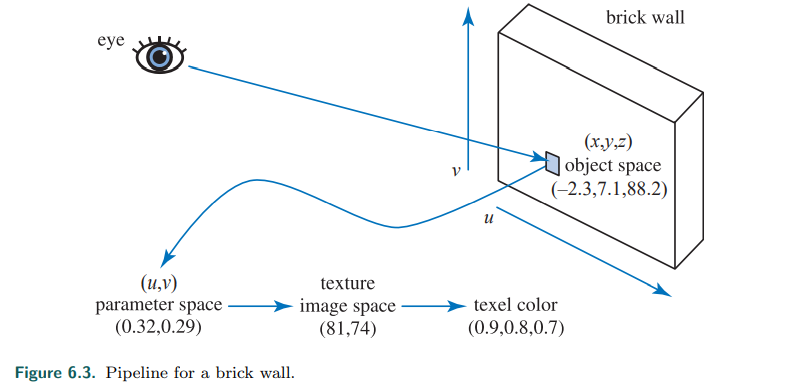 brick wall
eye
(x,y,z)
object space
(–2.3,7.1,88.2)
v
u
(u,v)
parameter space
(0.32,0.29)
texture
image space
(81,74)
texel color
(0.9,0.8,0.7)
Figure 6.3. Pipeline for a brick wall.